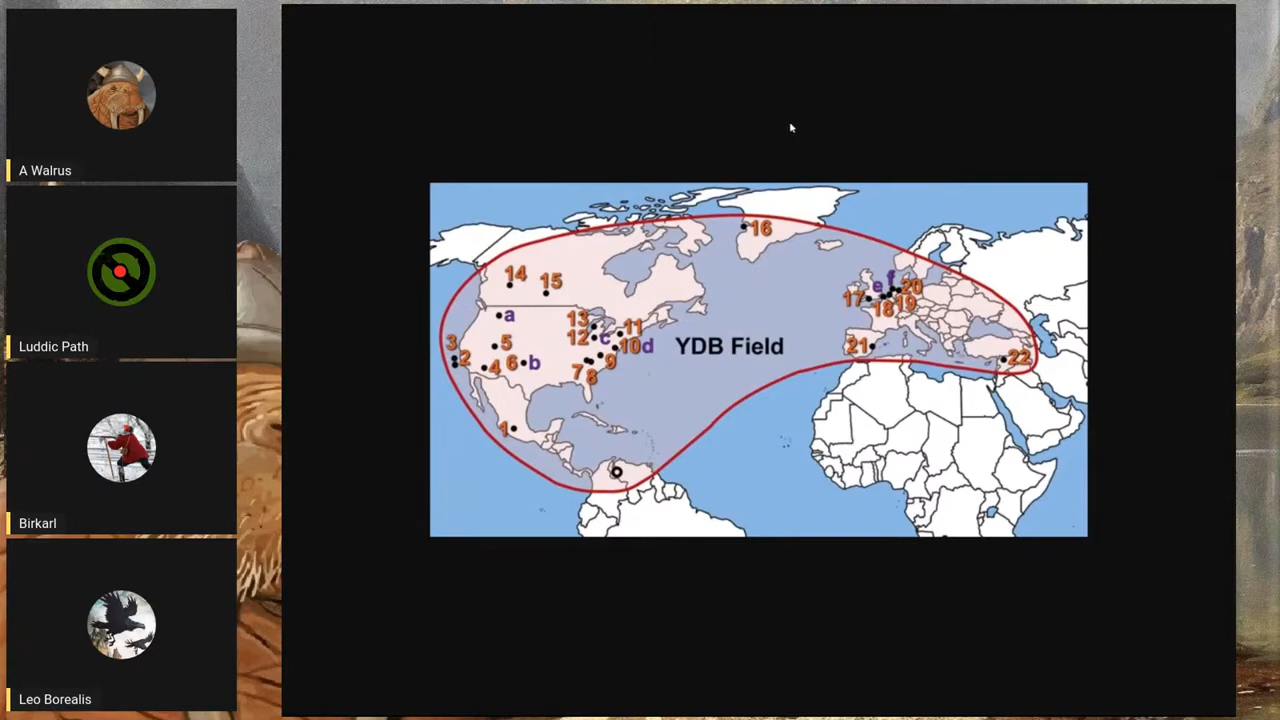 A Walrus
Luddic Path
Birkarl
Leo Borealis
16
14
15
a
13
12
c
11
10
d
3
2
5
4
6
b
7
8
9
1
YDB Field
17
e
f
20
18
19
21
22